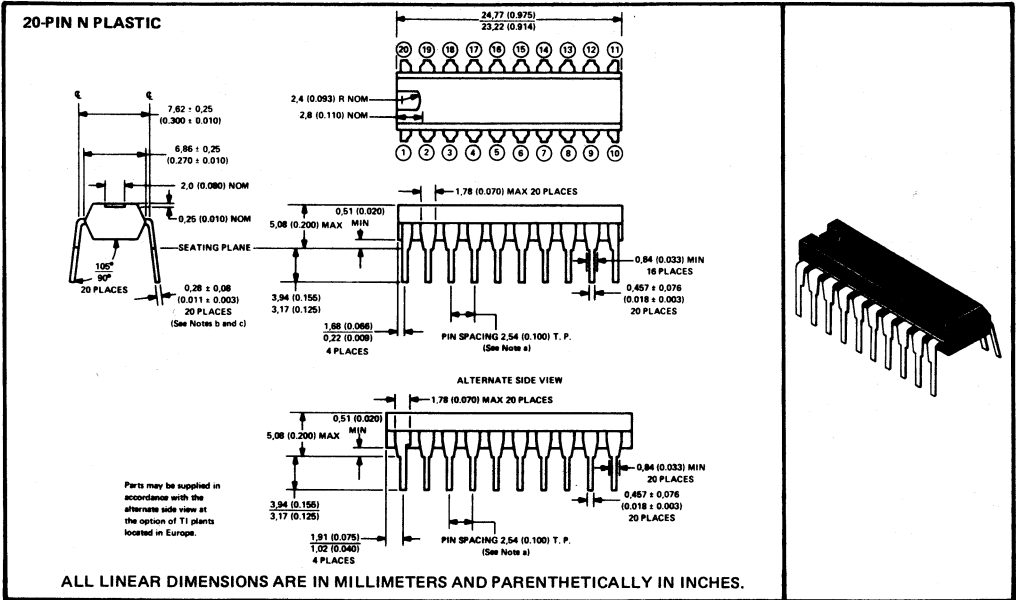 20-PIN N PLASTIC
24,77 (0.975)
23,22 (0.914)
20 19 18 17 16 15 14 13 12 11
2,4 (0.093) R NOM
2,8 (0.110) NOM
1 2 3 4 5 6 7 8 9 10
℄ ℄
7,62 ± 0,25
(0.300 ± 0.010)
6,86 ± 0,25
(0.270 ± 0.010)
2,0 (0.080) NOM
0,25 (0.010) NOM
SEATING PLANE
105°
90°
20 PLACES
0,28 ± 0,08
(0.011 ± 0.003)
20 PLACES
(See Notes b and c)
1,78 (0.070) MAX 20 PLACES
0,51 (0.020)
MIN
5,08 (0.200) MAX
0,84 (0.033) MIN
16 PLACES
0,457 ± 0,076
(0.018 ± 0.003)
20 PLACES
3,94 (0.155)
3,17 (0.125)
1,68 (0.066)
0,22 (0.009)
4 PLACES
PIN SPACING 2,54 (0.100) T. P.
(See Note a)
ALTERNATE SIDE VIEW
1,78 (0.070) MAX 20 PLACES
0,51 (0.020)
MIN
5,08 (0.200) MAX
0,84 (0.033) MIN
20 PLACES
0,457 ± 0,076
(0.018 ± 0.003)
20 PLACES
3,94 (0.155)
3,17 (0.125)
Parts may be supplied in
accordance with the
alternate side view at
the option of TI plants
located in Europe.
1,91 (0.075)
1,02 (0.040)
4 PLACES
PIN SPACING 2,54 (0.100) T. P.
(See Note a)
ALL LINEAR DIMENSIONS ARE IN MILLIMETERS AND PARENTHETICALLY IN INCHES.